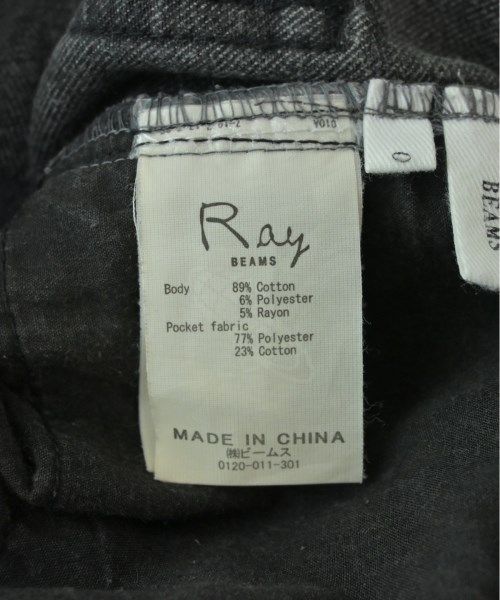 Ray
BEAMS
Body 89% Cotton
6% Polyester
5% Rayon
Pocket fabric
77% Polyester
23% Cotton
MADE IN CHINA
㈱ビームス
0120-011-301
0
BEAMS